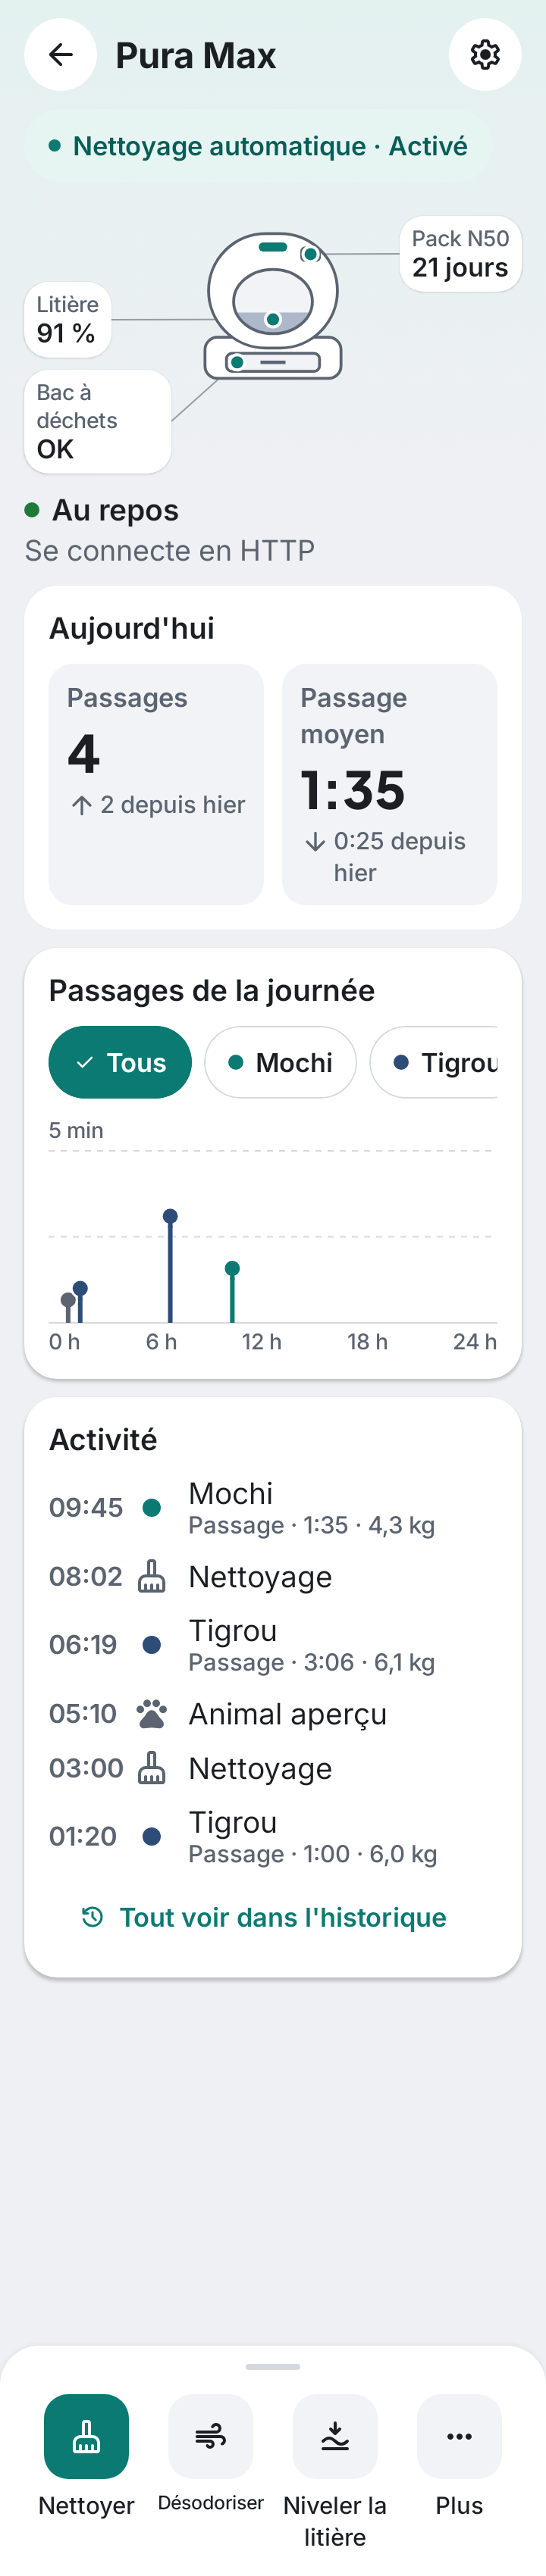 Pura Max
Nettoyage automatique · Activé
Pack N50
21 jours
Litière
91 %
Bac à
déchets
OK
Au repos
Se connecte en HTTP
Aujourd'hui
Passages
4
2 depuis hier
Passage
moyen
1:35
0:25 depuis
hier
Passages de la journée
Tous
Mochi
Tigrou
5 min
0 h
6 h
12 h
18 h
24 h
Activité
09:45
Mochi
Passage · 1:35 · 4,3 kg
08:02
Nettoyage
06:19
Tigrou
Passage · 3:06 · 6,1 kg
05:10
Animal aperçu
03:00
Nettoyage
01:20
Tigrou
Passage · 1:00 · 6,0 kg
Tout voir dans l'historique
Nettoyer
Désodoriser
Niveler la
litière
Plus